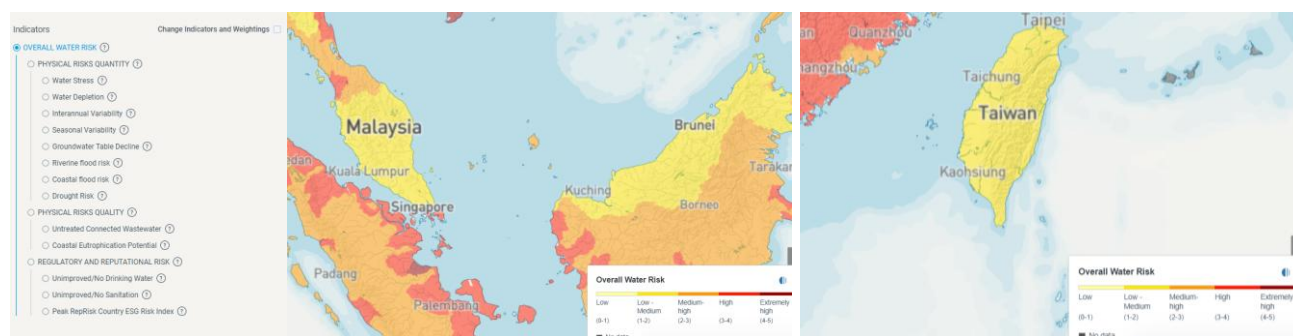 Indicators
Change Indicators and Weightings
OVERALL WATER RISK ?
PHYSICAL RISKS QUANTITY ?
Water Stress ?
Water Depletion ?
Interannual Variability ?
Seasonal Variability ?
Groundwater Table Decline ?
Riverine flood risk ?
Coastal flood risk ?
Drought Risk ?
PHYSICAL RISKS QUALITY ?
Untreated Connected Wastewater ?
Coastal Eutrophication Potential ?
REGULATORY AND REPUTATIONAL RISK ?
Unimproved/No Drinking Water ?
Unimproved/No Sanitation ?
Peak RepRisk Country ESG Risk Index ?
Malaysia
Brunei
edan
Kuala Lumpur
Tarakan
Kuching
Singapore
Borneo
Padang
Palembang
Overall Water Risk
Low Low - Medium Medium-high High Extremely high
(0-1) (1-2) (2-3) (3-4) (4-5)
Taipei
an
Quanzhou
angzhou
Taichung
Taiwan
Kaohsiung
Overall Water Risk
Low Low - Medium Medium-high High Extremely high
(0-1) (1-2) (2-3) (3-4) (4-5)
No data